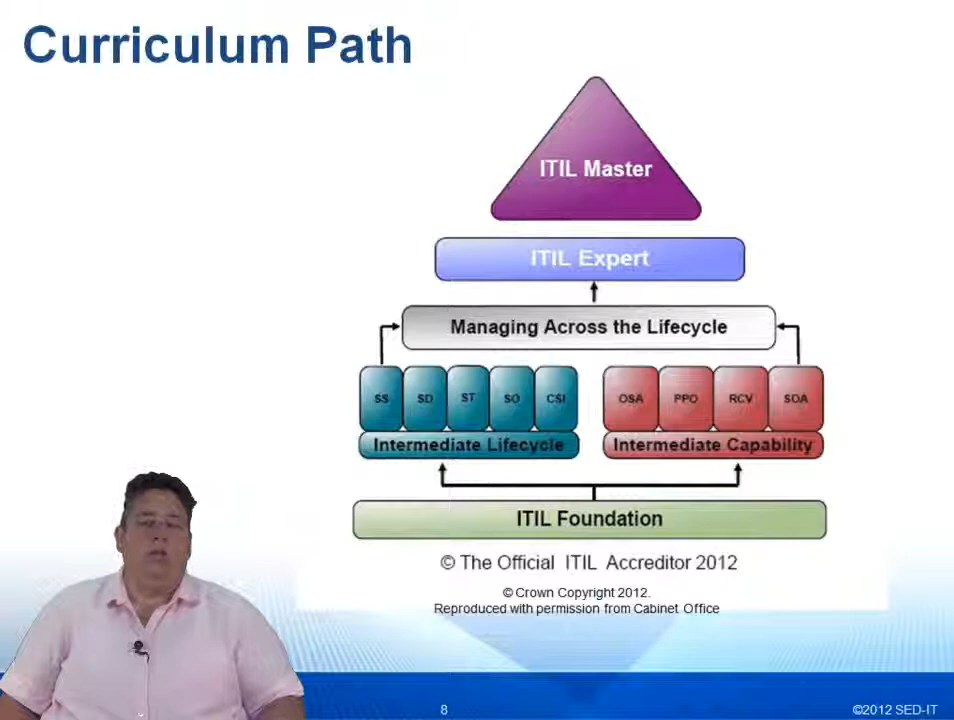 Curriculum Path
ITIL Master
ITIL Expert
Managing Across the Lifecycle
SS SD ST SO CSI OSA PPO RCV SOA
Intermediate Lifecycle Intermediate Capability
ITIL Foundation
© The Official ITIL Accreditor 2012
© Crown Copyright 2012.
Reproduced with permission from Cabinet Office
8 ©2012 SED-IT